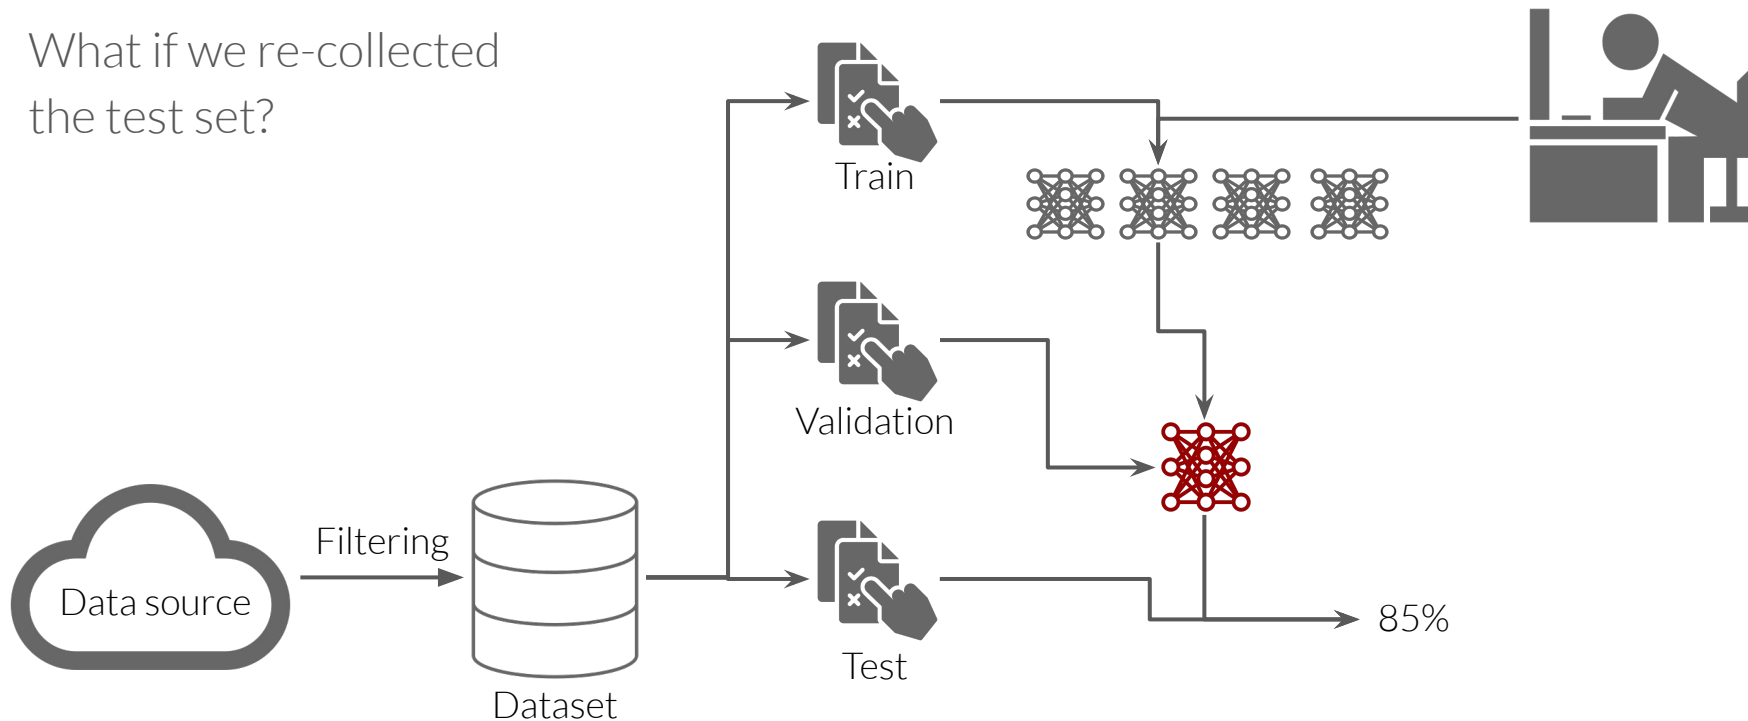 What if we re-collected
the test set?
Train
Validation
Filtering
Data source
Dataset
Test
85%